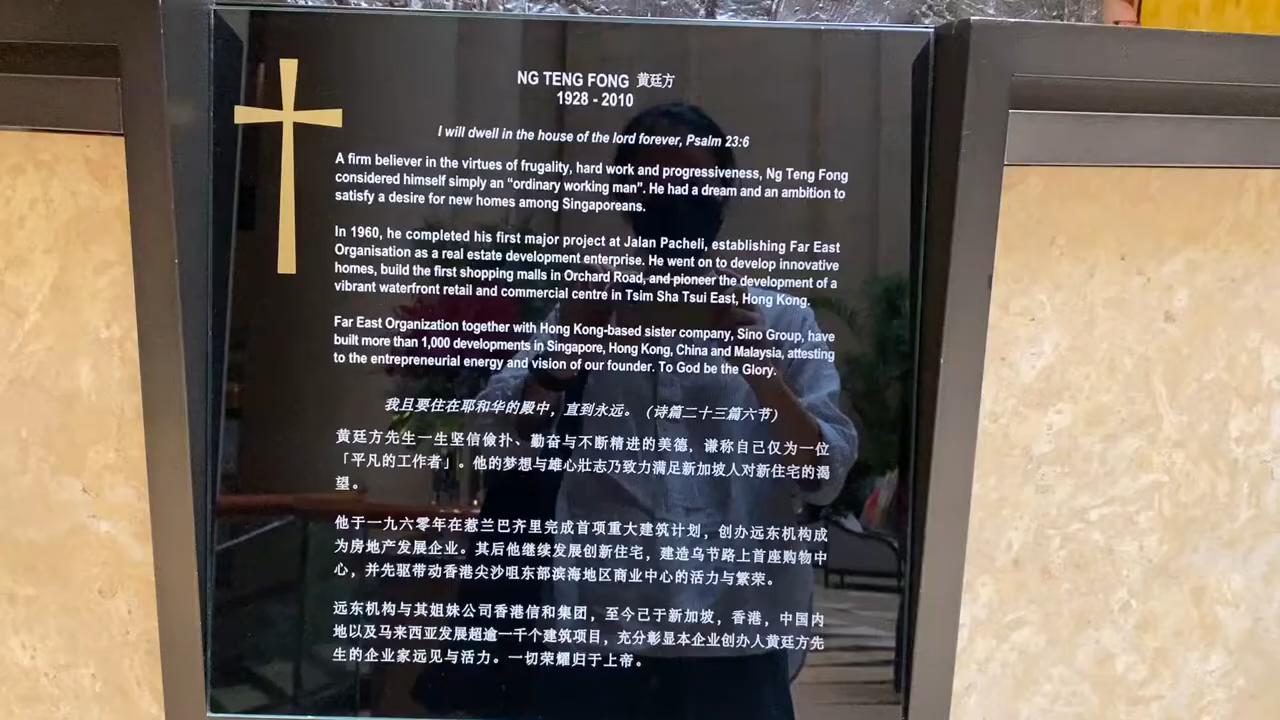 NG TENG FONG 黄廷方
1928 - 2010
I will dwell in the house of the lord forever, Psalm 23:6
A firm believer in the virtues of frugality, hard work and progressiveness, Ng Teng Fong
considered himself simply an “ordinary working man”. He had a dream and an ambition to
satisfy a desire for new homes among Singaporeans.
In 1960, he completed his first major project at Jalan Pacheli, establishing Far East
Organisation as a real estate development enterprise. He went on to develop innovative
homes, build the first shopping malls in Orchard Road, and pioneer the development of a
vibrant waterfront retail and commercial centre in Tsim Sha Tsui East, Hong Kong.
Far East Organization together with Hong Kong-based sister company, Sino Group, have
built more than 1,000 developments in Singapore, Hong Kong, China and Malaysia, attesting
to the entrepreneurial energy and vision of our founder. To God be the Glory.
我且要住在耶和华的殿中，直到永远。（诗篇二十三篇六节）
黄廷方先生一生坚信俭扑、勤奋与不断精进的美德，谦称自己仅为一位
「平凡的工作者」。他的梦想与雄心壮志乃致力满足新加坡人对新住宅的渴
望。
他于一九六零年在惹兰巴齐里完成首项重大建筑计划，创办远东机构成
为房地产发展企业。其后他继续发展创新住宅，建造乌节路上首座购物中
心，并先驱带动香港尖沙咀东部滨海地区商业中心的活力与繁荣。
远东机构与其姐妹公司香港信和集团，至今己于新加坡，香港，中国内
地以及马来西亚发展超逾一千个建筑项目，充分彰显本企业创办人黄廷方先
生的企业家远见与活力。一切荣耀归于上帝。